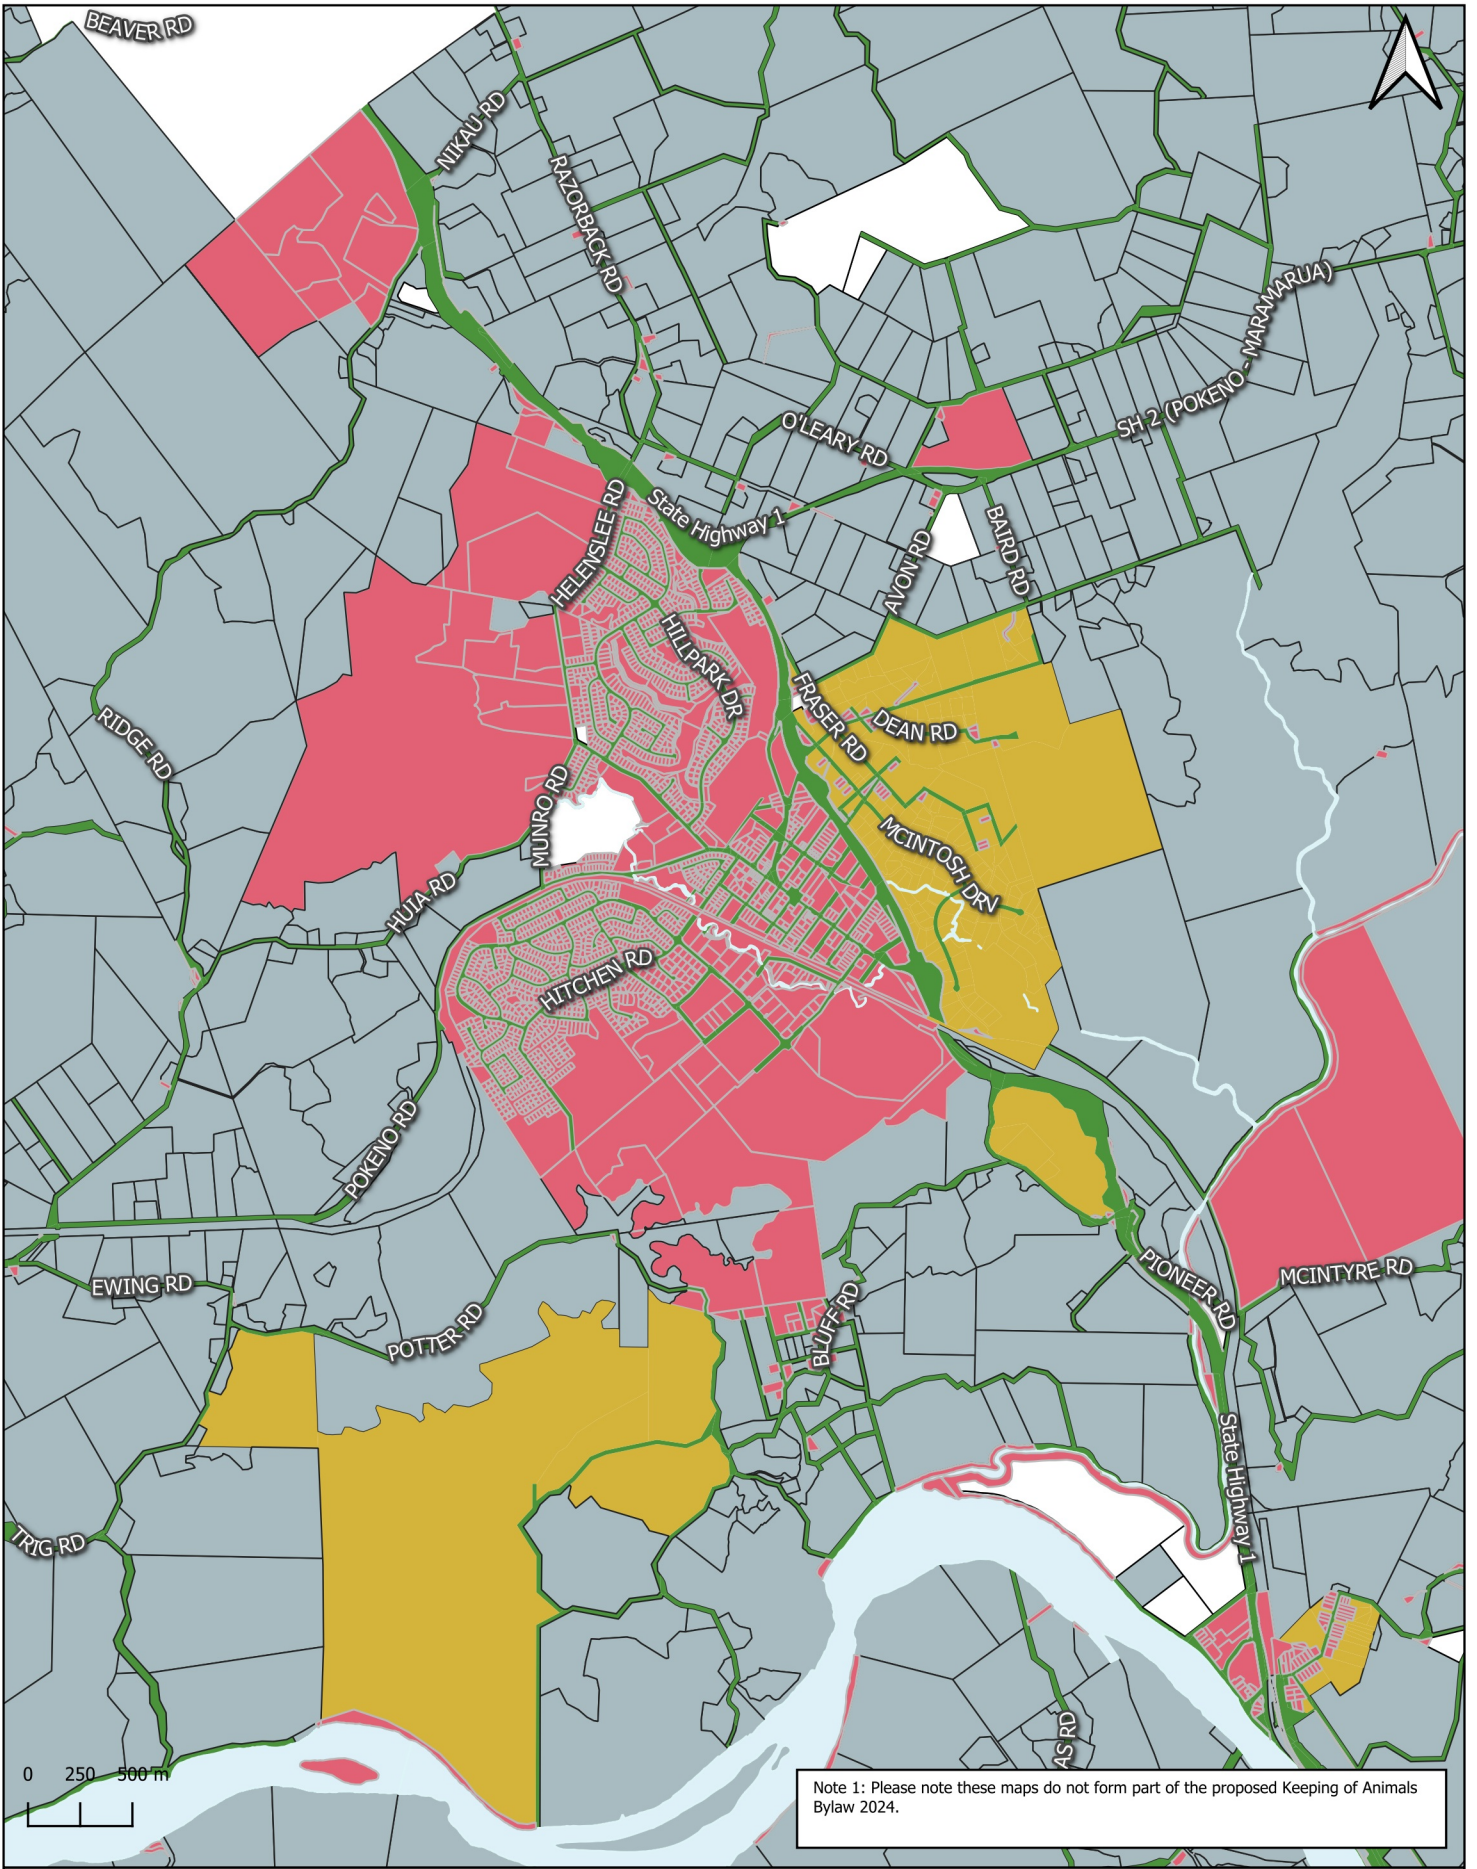 BEAVER RD
NIKAU RD
RAZORBACK RD
SH 2 (POKENO - MARAMARUA)
O'LEARY RD
State Highway 1
HELENSLEE RD
AVON RD
BAIRD RD
HILLPARK DR
FRASER RD
DEAN RD
RIDGE RD
MUNRO RD
MCINTOSH DRN
HUIA RD
HITCHEN RD
POKENO RD
EWING RD
PIONEER RD
MCINTYRE RD
POTTER RD
BLUFF RD
State Highway 1
TRIG RD
AS RD
0 250 500 m
Note 1: Please note these maps do not form part of the proposed Keeping of Animals
Bylaw 2024.